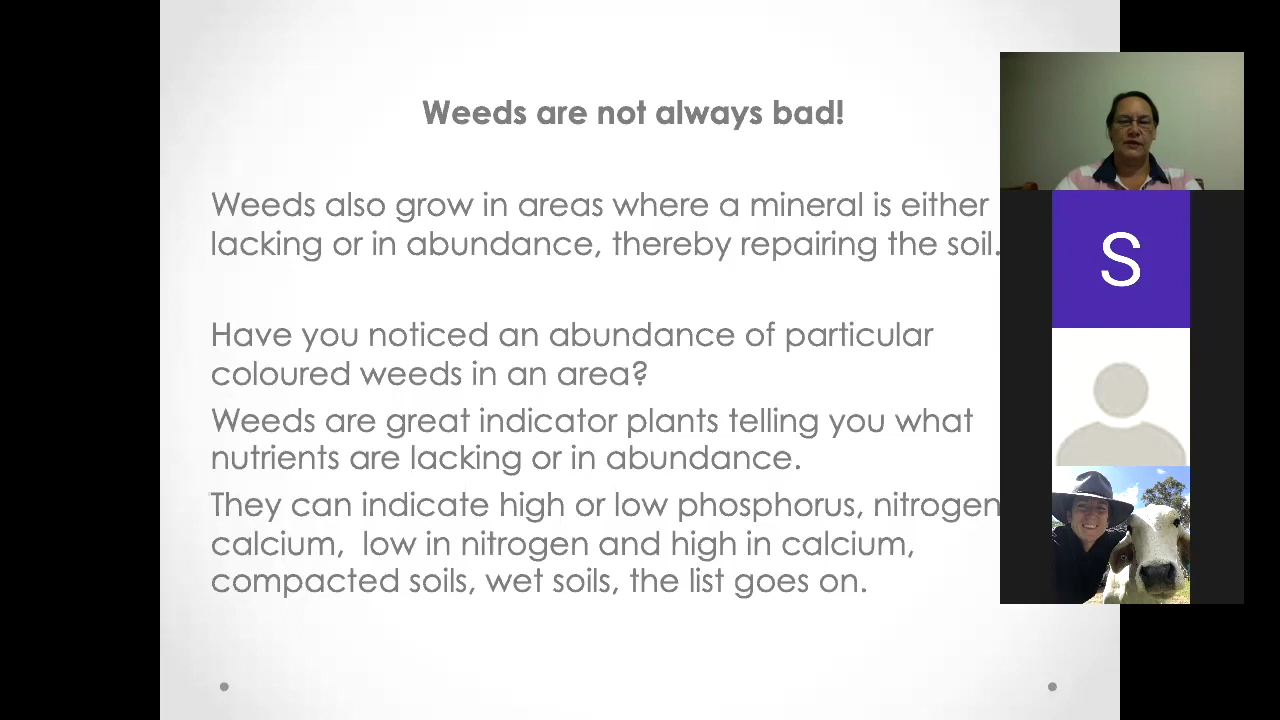 Weeds are not always bad!
Weeds also grow in areas where a mineral is either
lacking or in abundance, thereby repairing the soil.
Have you noticed an abundance of particular
coloured weeds in an area?
Weeds are great indicator plants telling you what
nutrients are lacking or in abundance.
They can indicate high or low phosphorus, nitrogen
calcium,  low in nitrogen and high in calcium,
compacted soils, wet soils, the list goes on.
S